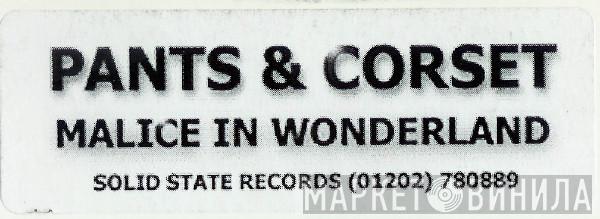 PANTS & CORSET
MALICE IN WONDERLAND
SOLID STATE RECORDS (01202) 780889
МАРКЕТ ВИНИЛА